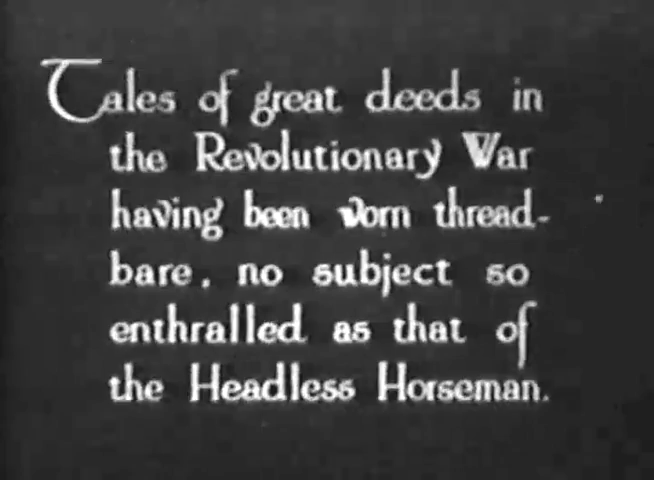 Tales of great deeds in
the Revolutionary War
having been worn thread-
bare, no subject so
enthralled as that of
the Headless Horseman.